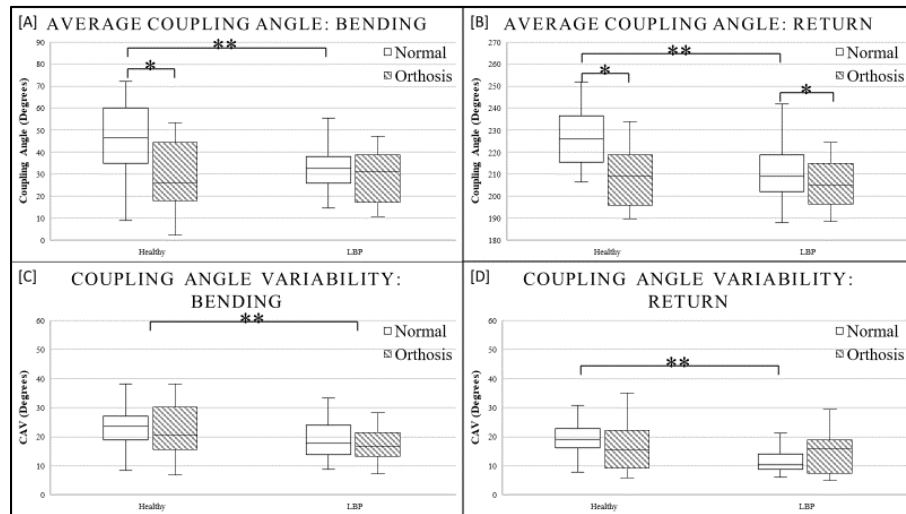 [A] AVERAGE COUPLING ANGLE: BENDING
90
80
70
60
50
40
30
20
10
0
Coupling Angle (Degrees)
**
*
Normal
Orthosis
Healthy
LBP
[B] AVERAGE COUPLING ANGLE: RETURN
270
260
250
240
230
220
210
200
190
180
Coupling Angle (Degrees)
**
*
*
Normal
Orthosis
Healthy
LBP
[C] COUPLING ANGLE VARIABILITY:
BENDING
60
50
40
30
20
10
0
CAV (Degrees)
**
Normal
Orthosis
Healthy
LBP
[D] COUPLING ANGLE VARIABILITY:
RETURN
60
50
40
30
20
10
0
CAV (Degrees)
**
Normal
Orthosis
Healthy
LBP